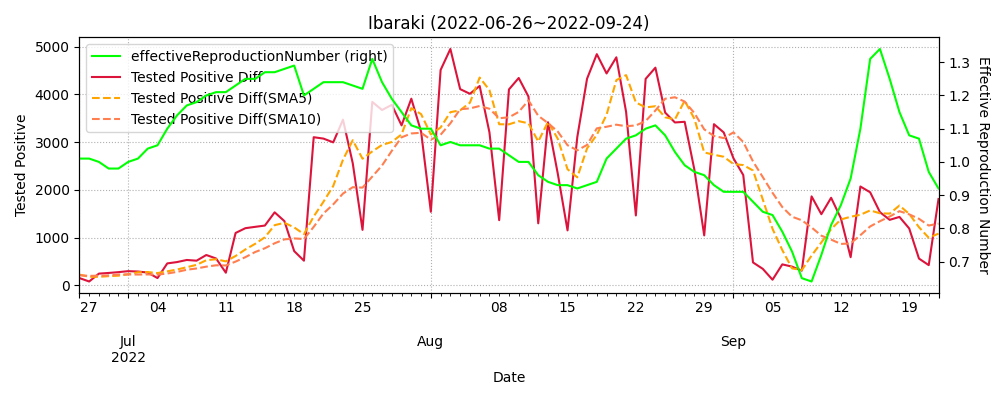 Ibaraki (2022-06-26~2022-09-24)
effectiveReproductionNumber (right)
Tested Positive Diff
Tested Positive Diff(SMA5)
Tested Positive Diff(SMA10)
Tested Positive
5000
4000
3000
2000
1000
0
1.3
1.2
1.1
1.0
0.9
0.8
0.7
Effective Reproduction Number
27 04 11 18 25 08 15 22 29 05 12 19
Jul Aug Sep
2022
Date